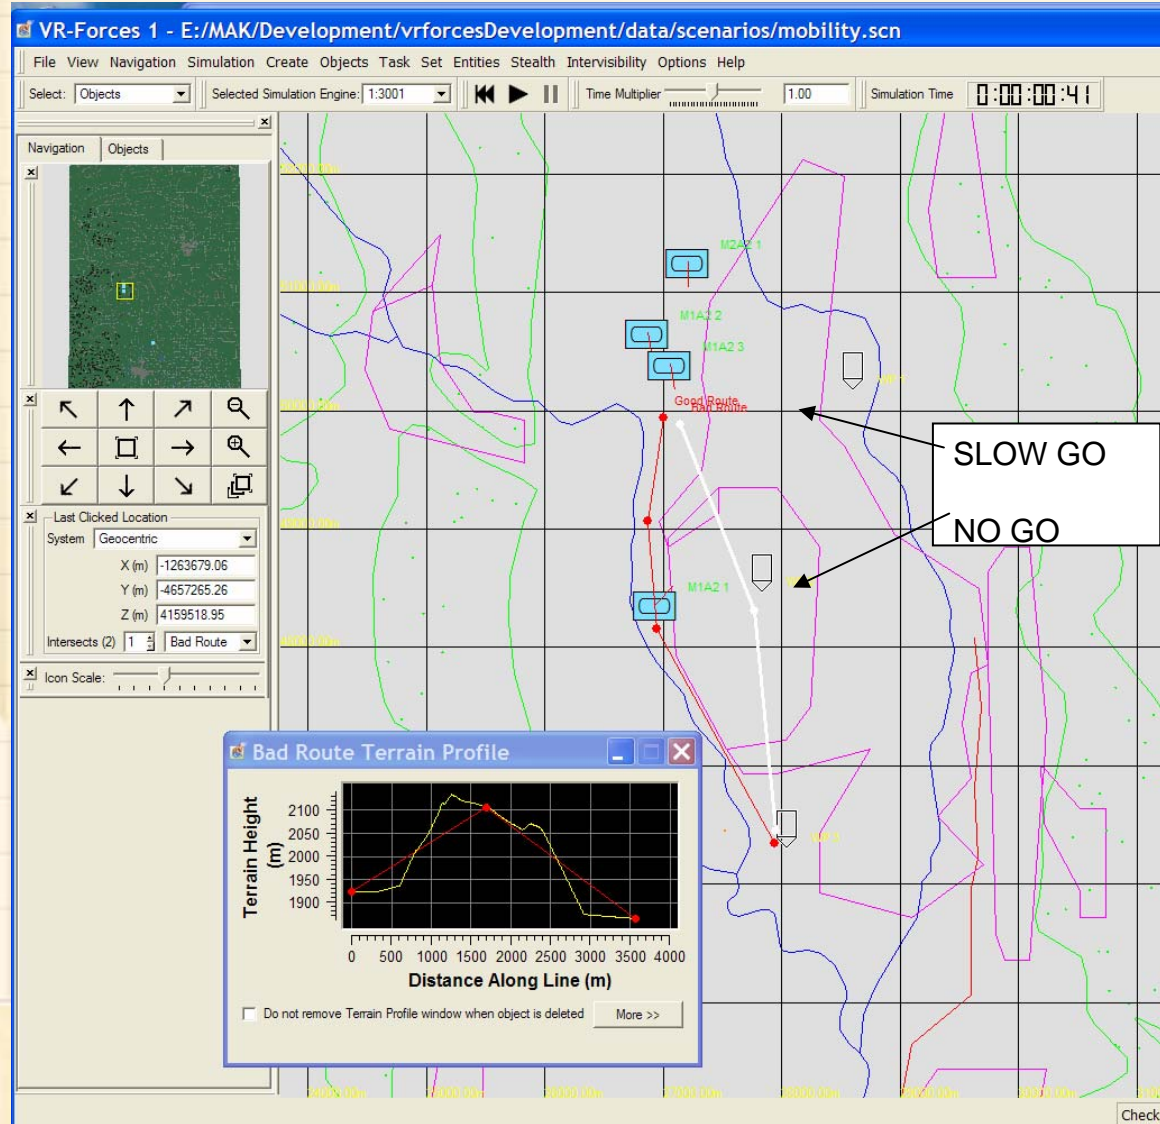 VR-Forces 1 - E:/MAK/Development/vrforcesDevelopment/data/scenarios/mobility.scn
File View Navigation Simulation Create Objects Task Set Entities Stealth Intervisibility Options Help
Select: Objects Selected Simulation Engine: 1:3001 Time Multiplier 1.00 Simulation Time 0:00:00:41
Navigation Objects
M2A2 1
M1A2 2
M1A2 3
Good Route
Bad Route
SLOW GO
NO GO
Last Clicked Location
System Geocentric
X (m) -1263679.06
Y (m) -4657265.26
Z (m) 4159518.95
Intersects (2) 1 Bad Route
M1A2 1
Icon Scale:
Bad Route Terrain Profile
Terrain Height (m)
2100
2050
2000
1950
1900
0 500 1000 1500 2000 2500 3000 3500 4000
Distance Along Line (m)
Do not remove Terrain Profile window when object is deleted More >>
Check